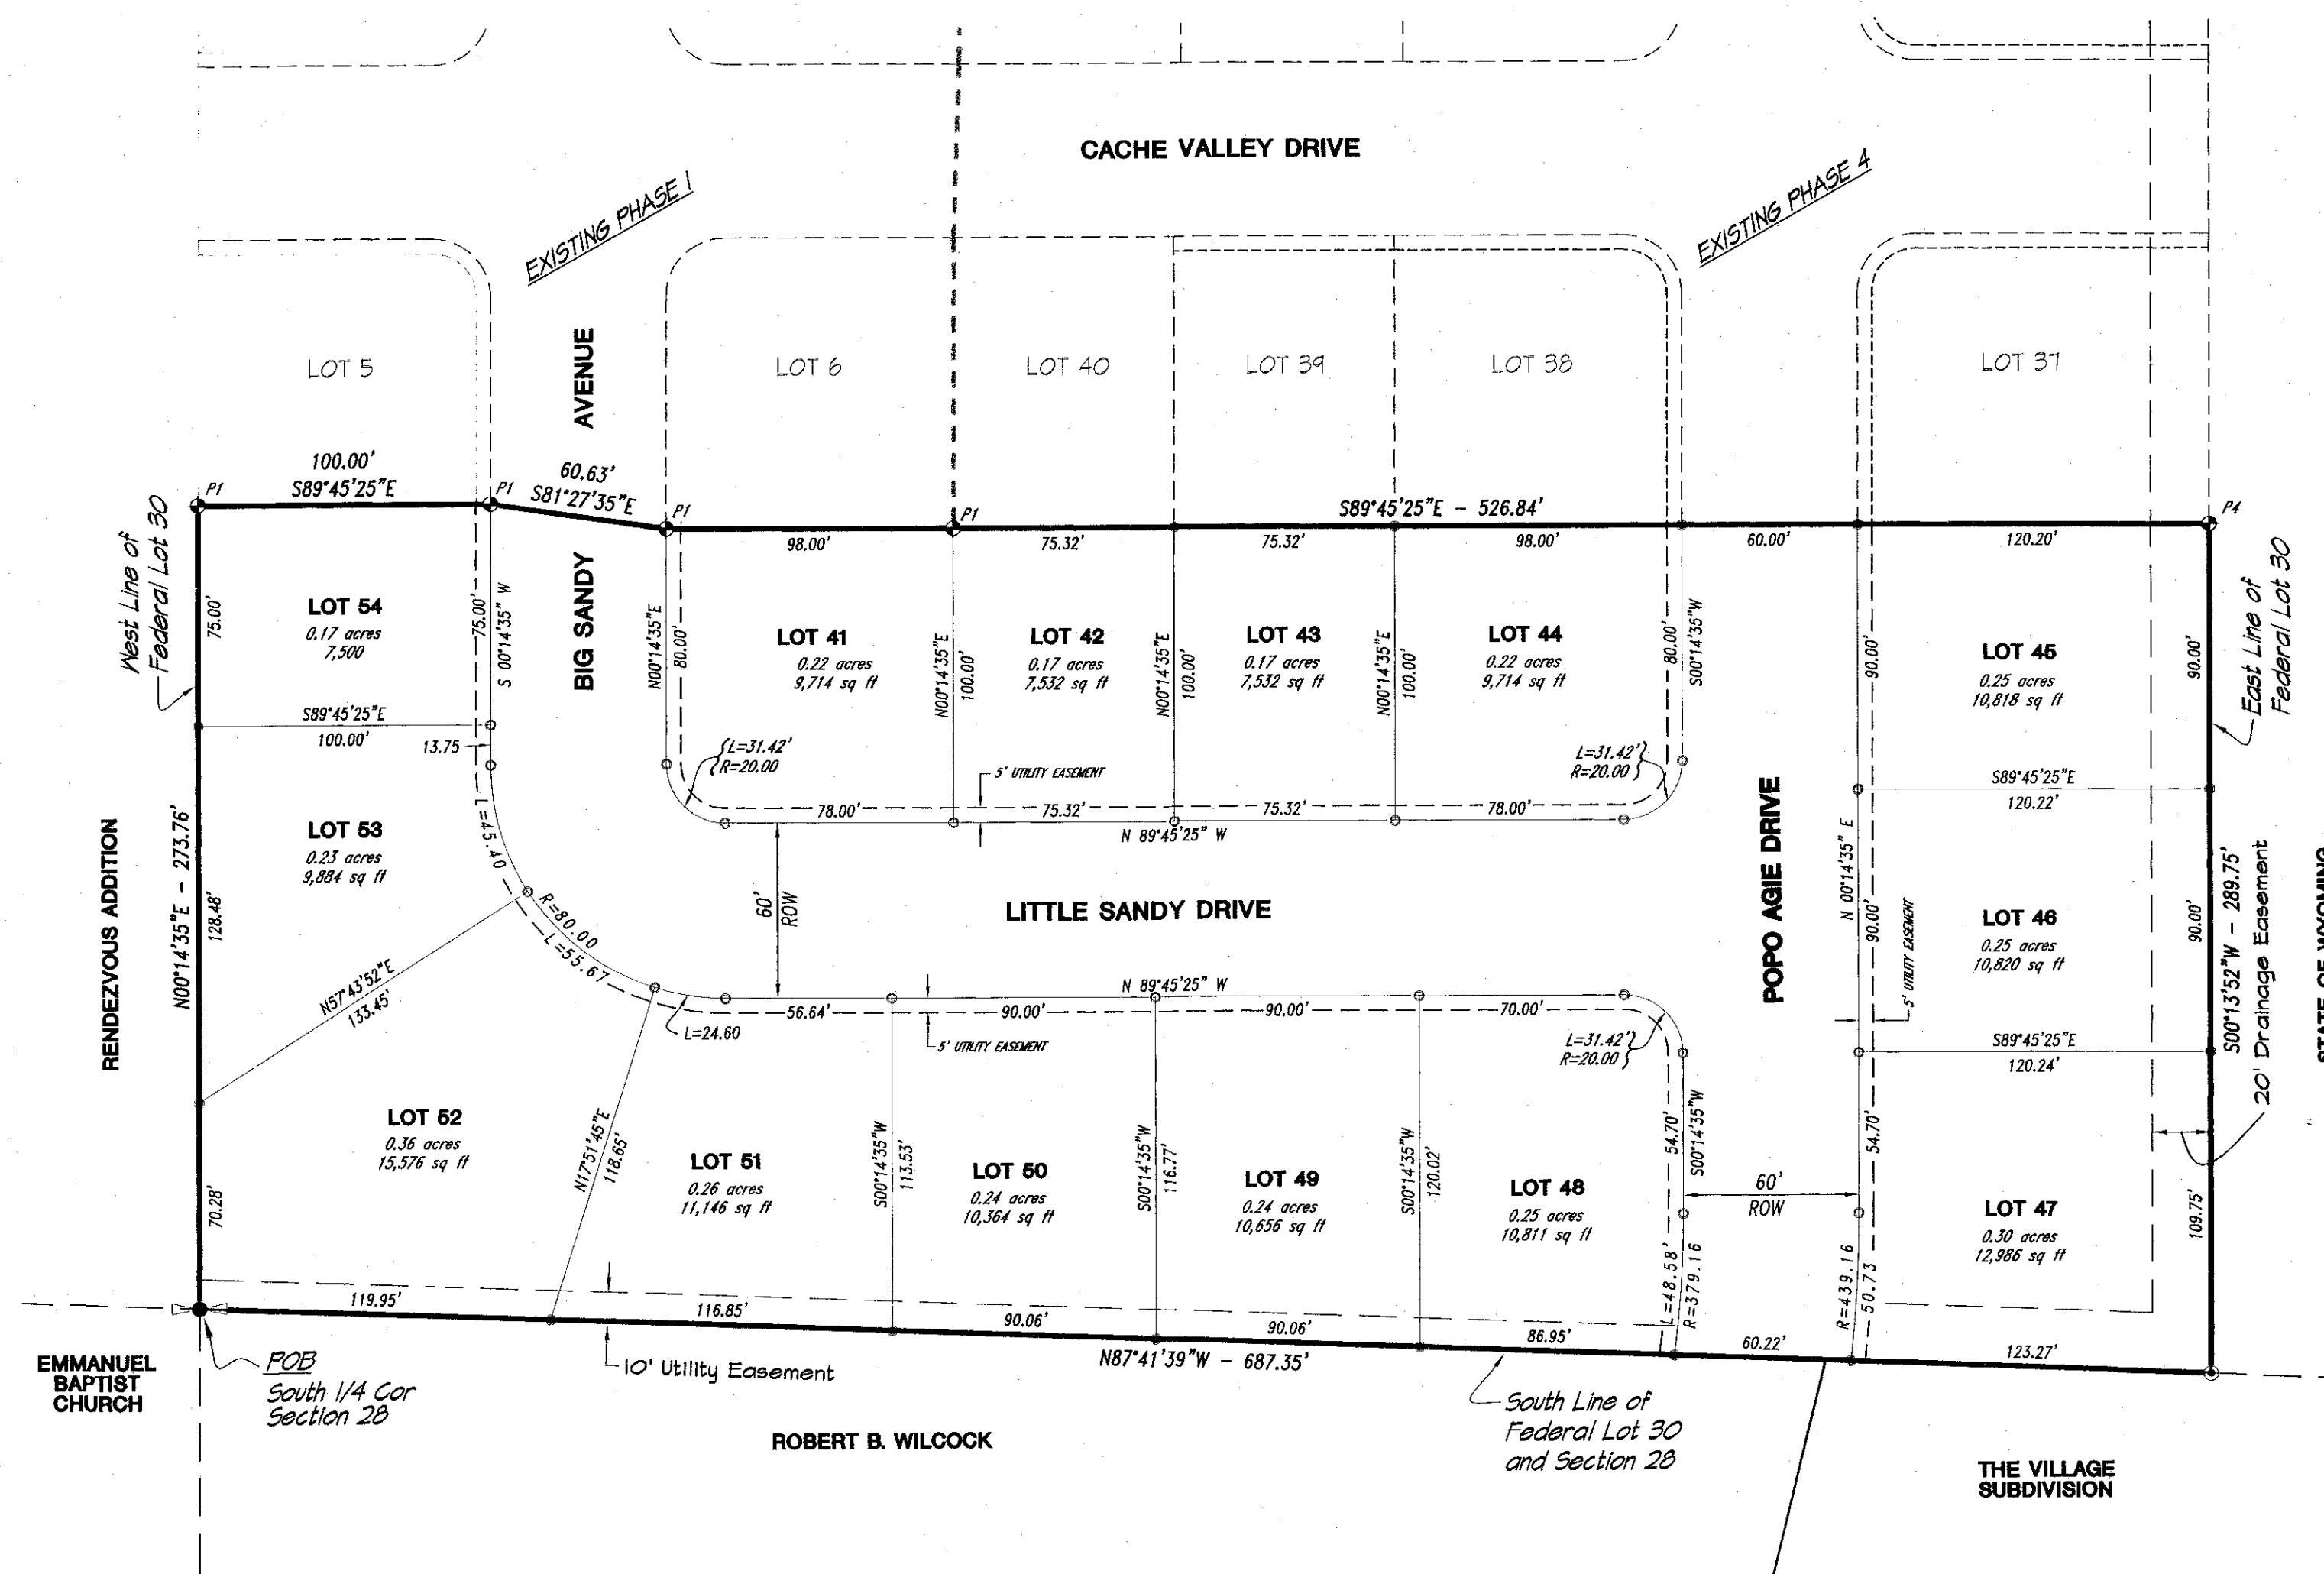 CACHE VALLEY DRIVE
EXISTING PHASE 1
EXISTING PHASE 4
BIG SANDY AVENUE
LOT 5
LOT 6
LOT 40
LOT 39
LOT 38
LOT 37
100.00'
S89°45'25"E
60.63'
S81°27'35"E
S89°45'25"E - 526.84'
P1
P1
P1
P1
P4
98.00'
75.32'
75.32'
98.00'
60.00'
120.20'
West Line of
Federal Lot 30
East Line of
Federal Lot 30
75.00'
LOT 54
0.17 acres
7,500
75.00'
S 00°14'35" W
N00°14'35"E
80.00'
LOT 41
0.22 acres
9,714 sq ft
N00°14'35"E
100.00'
LOT 42
0.17 acres
7,532 sq ft
N00°14'35"E
100.00'
LOT 43
0.17 acres
7,532 sq ft
N00°14'35"E
100.00'
LOT 44
0.22 acres
9,714 sq ft
80.00'
S00°14'35"W
90.00'
LOT 45
0.25 acres
10,818 sq ft
90.00'
S89°45'25"E
100.00'
13.75
L=31.42'
R=20.00
5' UTILITY EASEMENT
L=31.42'
R=20.00
S89°45'25"E
120.22'
78.00'
75.32'
75.32'
78.00'
N 89°45'25" W
RENDEZVOUS ADDITION
N00°14'35"E - 273.76'
128.48'
LOT 53
0.23 acres
9,884 sq ft
L=45.40
R=80.00
L=55.67
60'
ROW
LITTLE SANDY DRIVE
POPO AGIE DRIVE
N 00°14'35" E
90.00'
5' UTILITY EASEMENT
LOT 46
0.25 acres
10,820 sq ft
90.00'
S00°13'52"W - 289.75'
20' Drainage Easement
STATE OF WYOMING
N57°43'52"E
133.45'
N 89°45'25" W
56.64'
90.00'
90.00'
70.00'
L=24.60
5' UTILITY EASEMENT
L=31.42'
R=20.00
S89°45'25"E
120.24'
70.28'
LOT 52
0.36 acres
15,576 sq ft
N17°51'45"E
118.65'
LOT 51
0.26 acres
11,146 sq ft
S00°14'35"W
113.53'
LOT 50
0.24 acres
10,364 sq ft
S00°14'35"W
116.77'
LOT 49
0.24 acres
10,656 sq ft
S00°14'35"W
120.02'
LOT 48
0.25 acres
10,811 sq ft
54.70'
S00°14'35"W
60'
ROW
54.70'
LOT 47
0.30 acres
12,986 sq ft
109.75'
L=48.58'
R=379.16
R=439.16
50.73
119.95'
116.85'
90.06'
90.06'
86.95'
60.22'
123.27'
N87°41'39"W - 687.35'
EMMANUEL
BAPTIST
CHURCH
POB
South 1/4 Cor
Section 28
10' Utility Easement
ROBERT B. WILCOCK
South Line of
Federal Lot 30
and Section 28
THE VILLAGE
SUBDIVISION